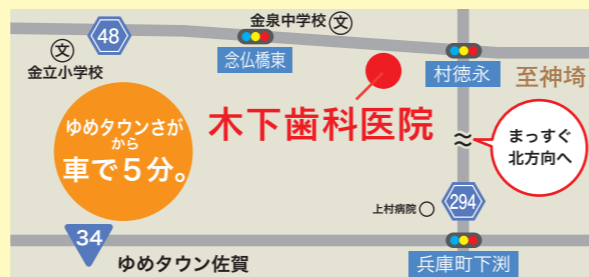 金泉中学校
文
48
文
金立小学校
念仏橋東
村徳永
至神埼
木下歯科医院
ゆめタウンさが
から
車で5分。
まっすぐ
北方向へ
上村病院
294
34
ゆめタウン佐賀
兵庫町下渕